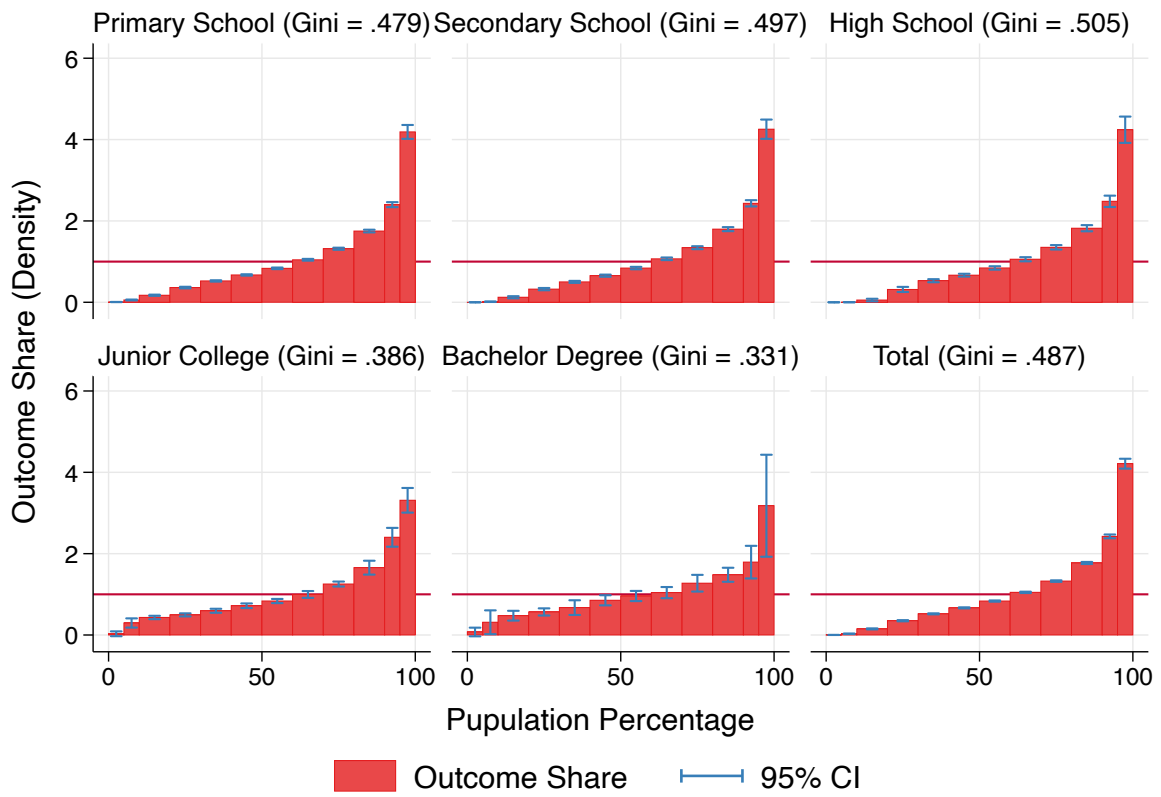 Primary School (Gini = .479) Secondary School (Gini = .497) High School (Gini = .505)
6
4
2
0
Junior College (Gini = .386) Bachelor Degree (Gini = .331) Total (Gini = .487)
6
4
2
0
0 50 100 0 50 100 0 50 100
Outcome Share (Density)
Pupulation Percentage
Outcome Share 95% CI